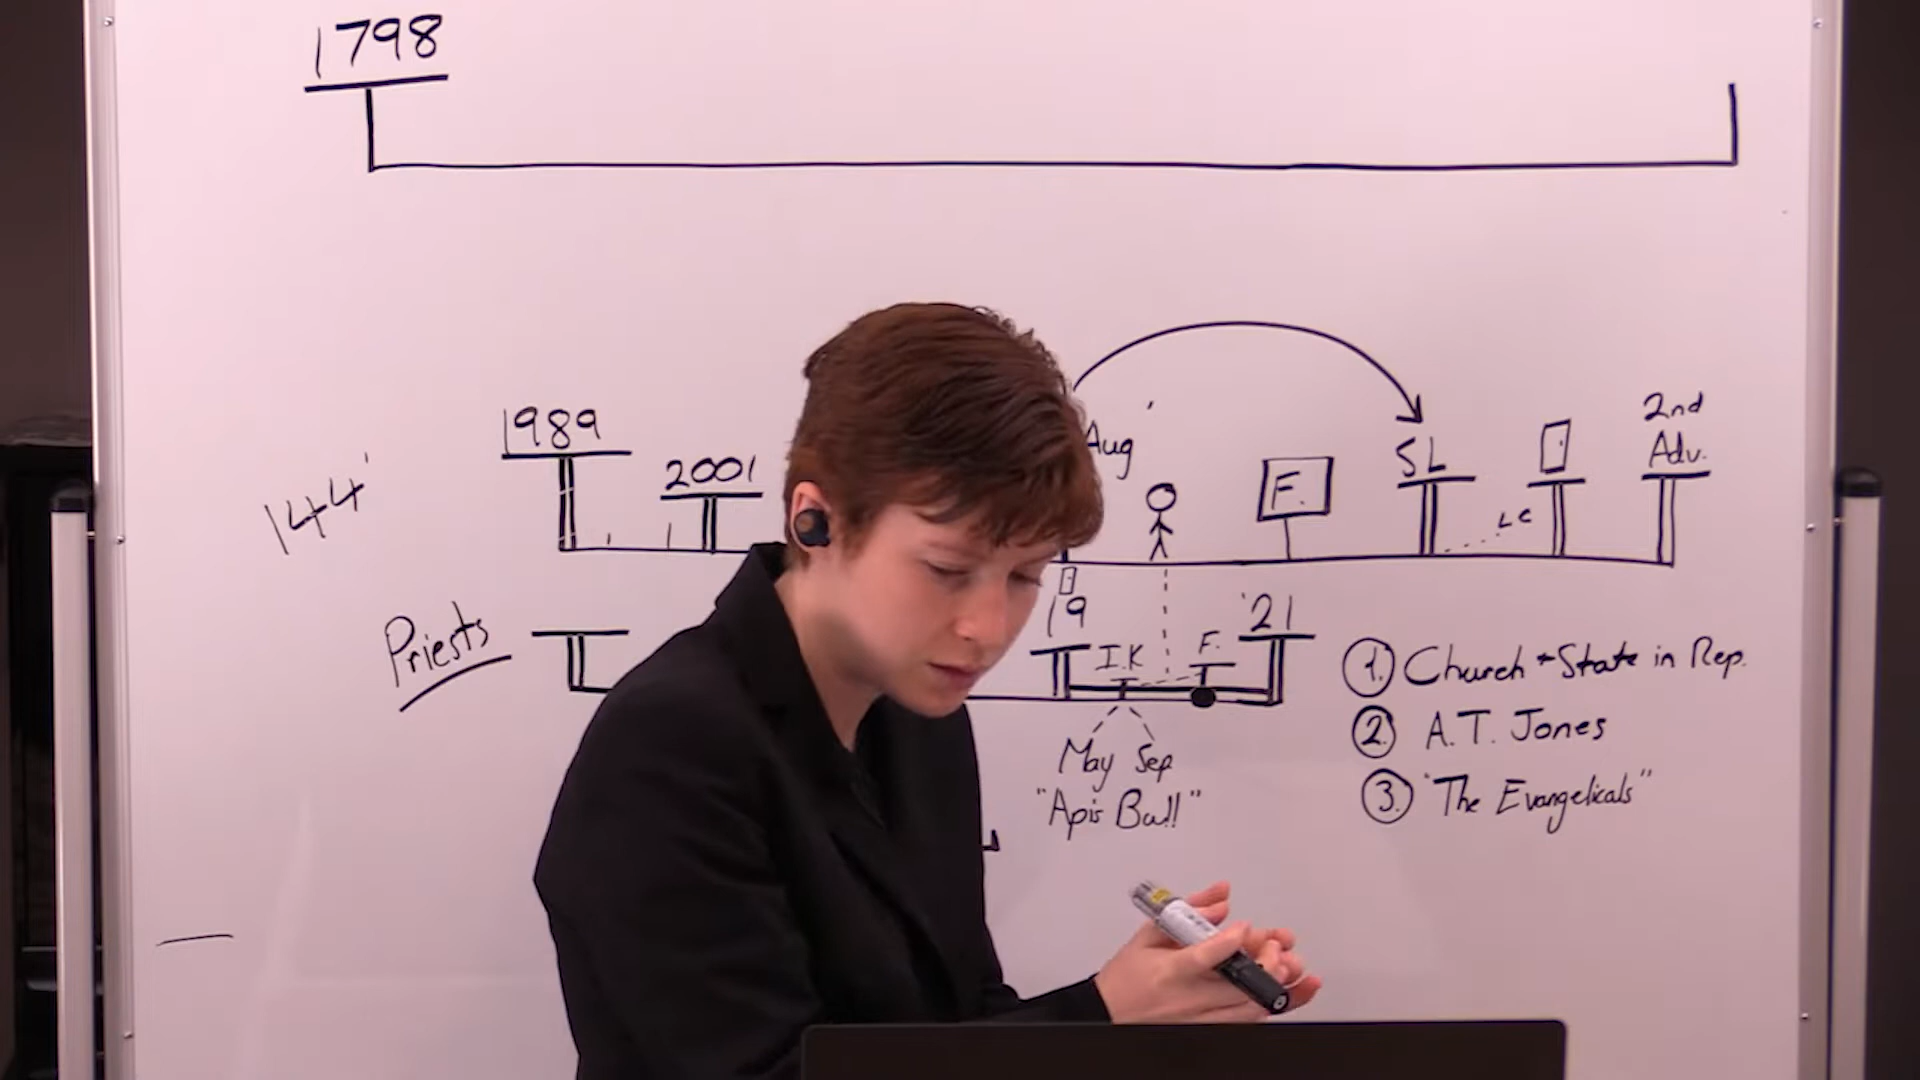 1798
1989
2001
Aug
F.
SL
LC
2nd
Adv.
144
Priests
19
I.K
F.
'21
May Sep
"Apis Bull"
① Church + State in Rep.
② A.T. Jones
③ "The Evangelicals"